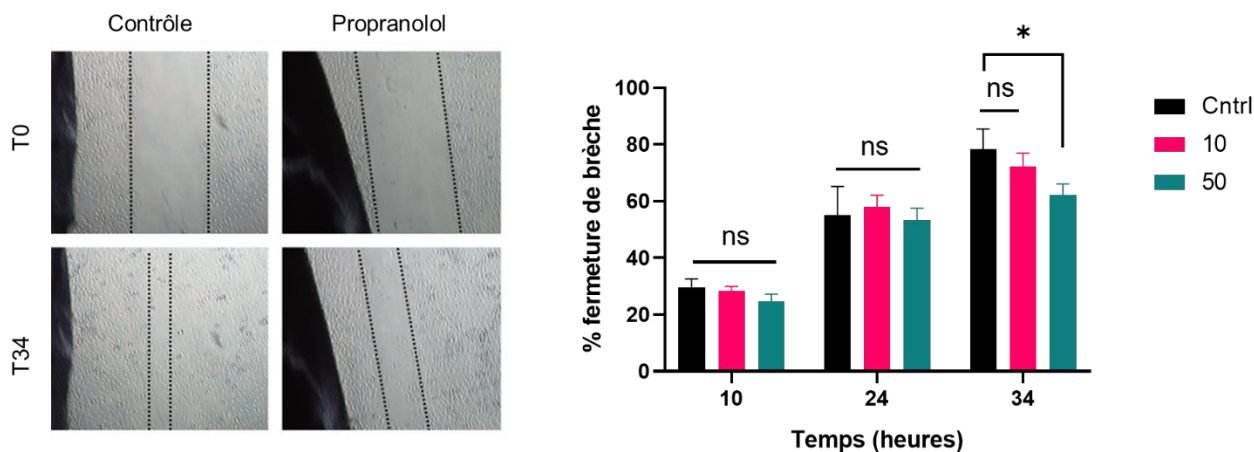 Contrôle
Propranolol
T0
T34
% fermeture de brèche
100
80
60
40
20
0
ns
ns
ns
*
10
24
34
Temps (heures)
Cntrl
10
50